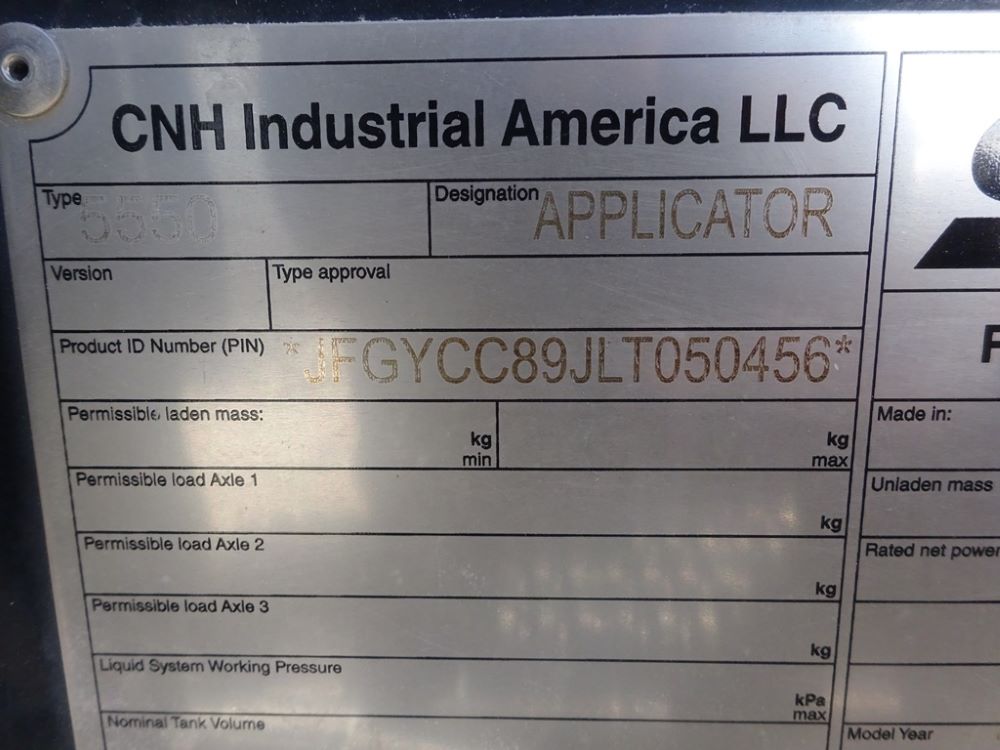 CNH Industrial America LLC
Type 5550
Designation APPLICATOR
Version
Type approval
Product ID Number (PIN) *JFGYCC89JLT050456*
Permissible laden mass:
kg
min
kg
max
Made in:
Permissible load Axle 1
kg
Unladen mass
Permissible load Axle 2
kg
Rated net power
Permissible load Axle 3
kg
Liquid System Working Pressure
kPa
max
Nominal Tank Volume
Model Year